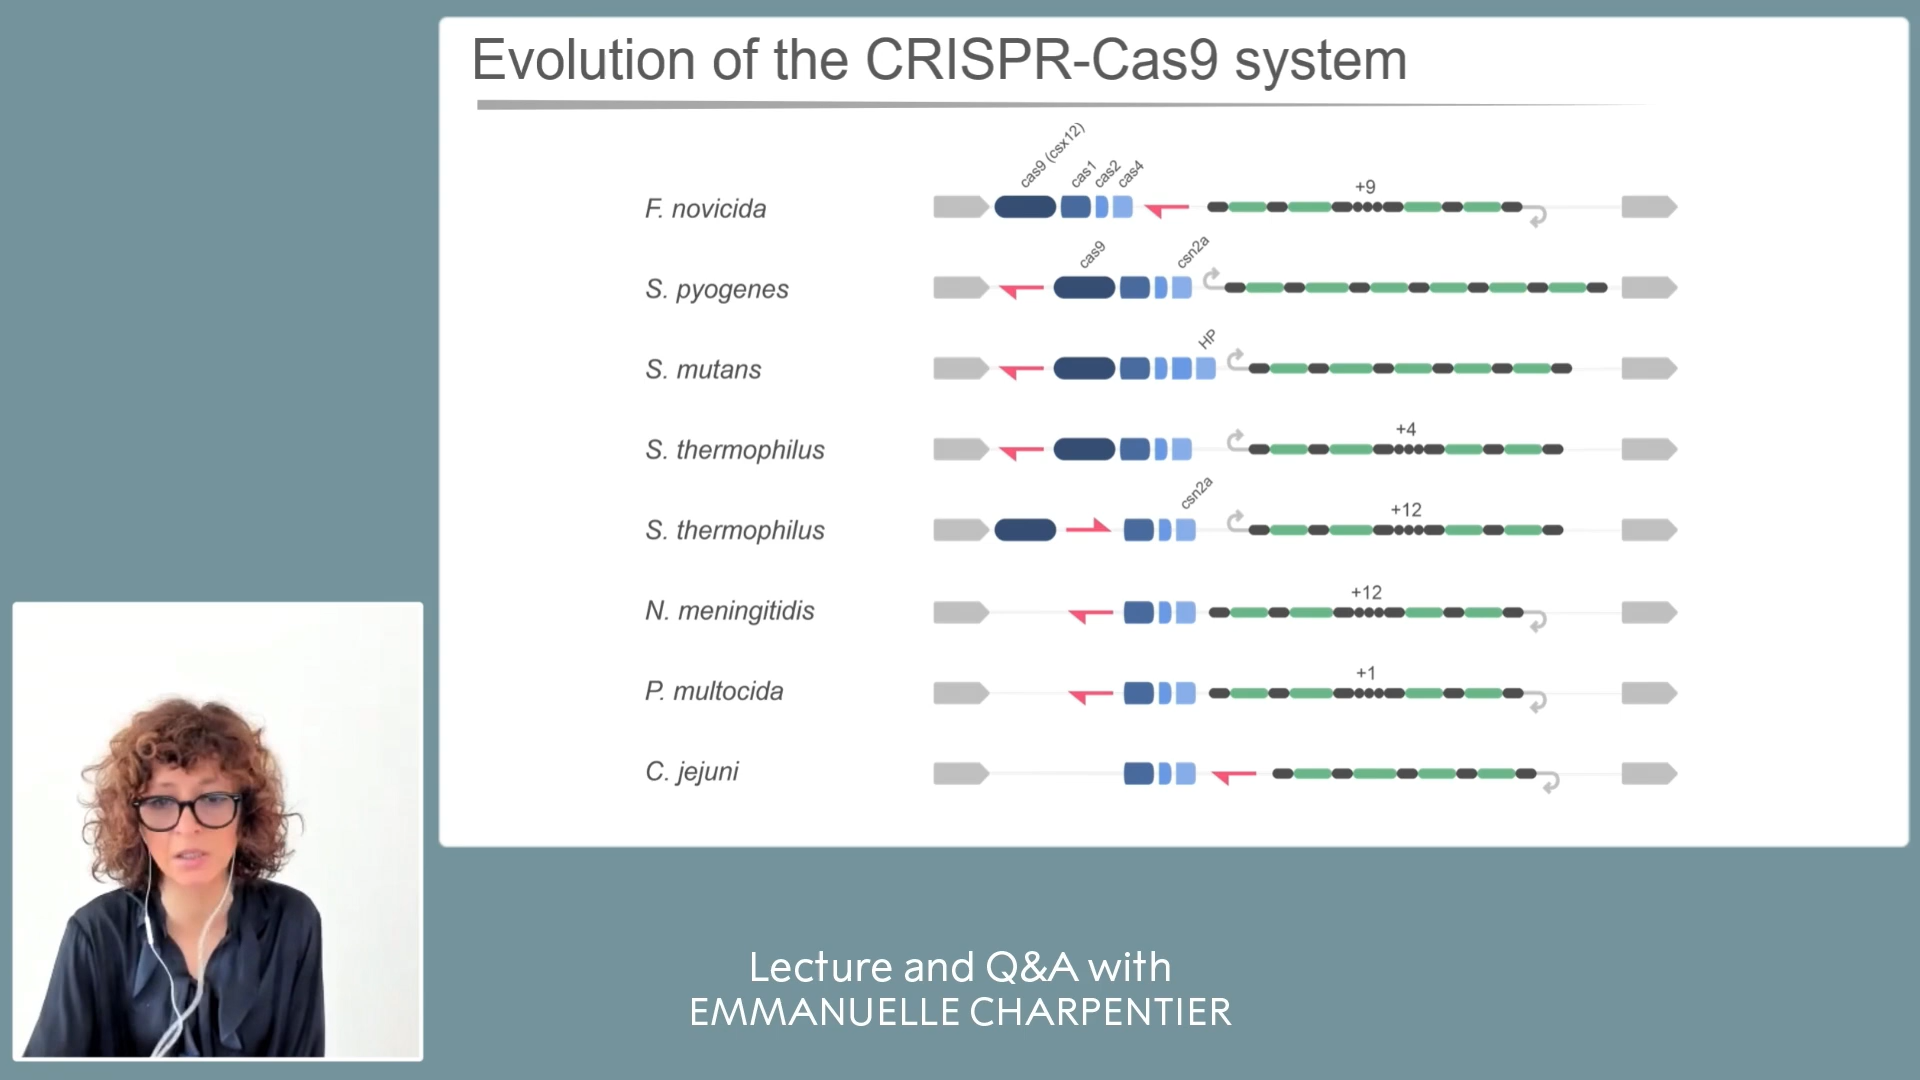 Evolution of the CRISPR-Cas9 system
cas9 (csx12)
cas1
cas2
cas4
F. novicida
+9
cas9
csn2a
S. pyogenes
HP
S. mutans
S. thermophilus
+4
csn2a
S. thermophilus
+12
N. meningitidis
+12
P. multocida
+1
C. jejuni
Lecture and Q&A with
EMMANUELLE CHARPENTIER